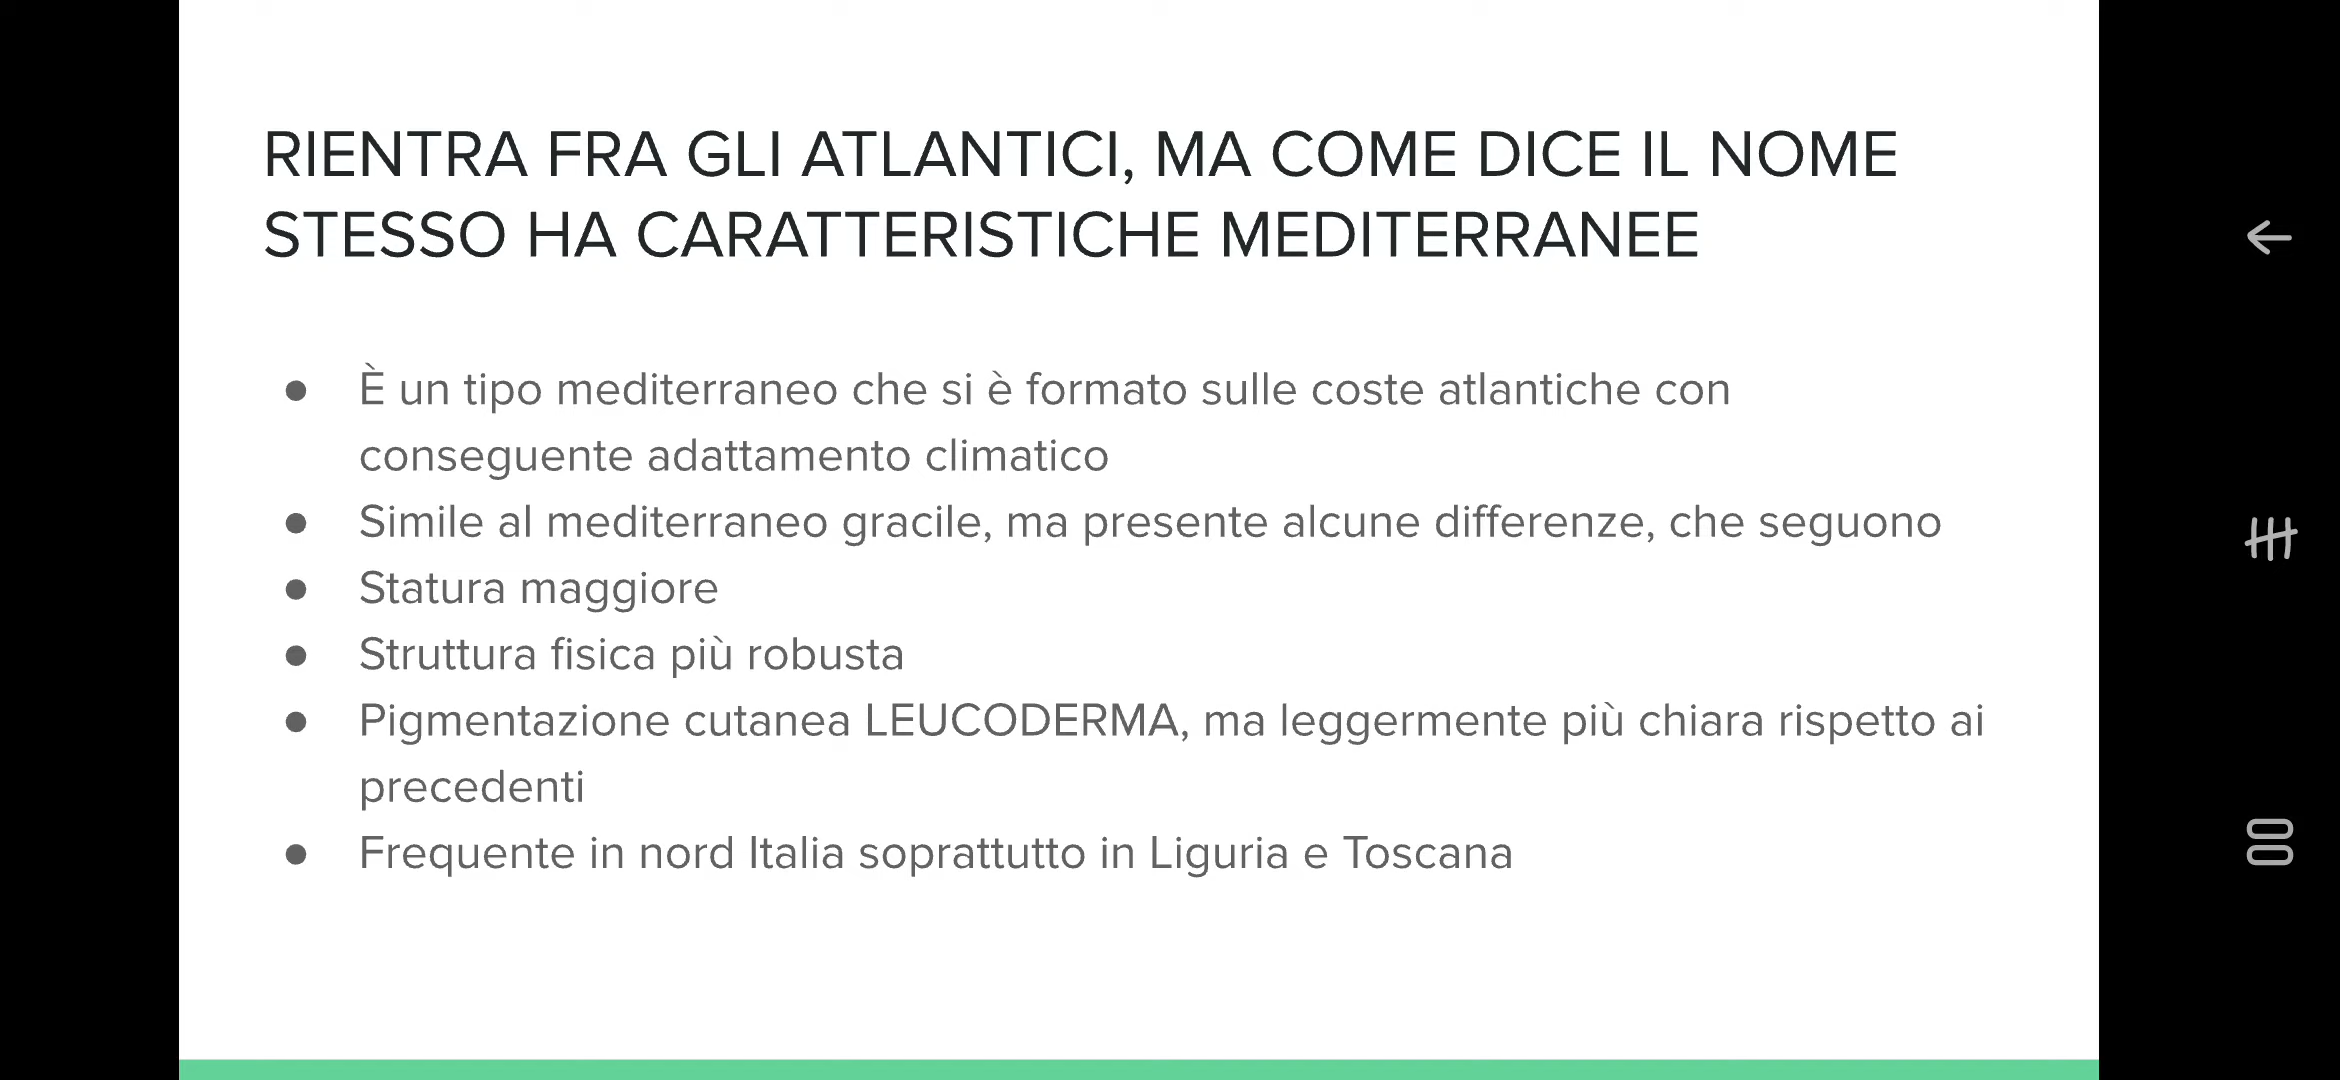 RIENTRA FRA GLI ATLANTICI, MA COME DICE IL NOME
STESSO HA CARATTERISTICHE MEDITERRANEE
● È un tipo mediterraneo che si è formato sulle coste atlantiche con
conseguente adattamento climatico
● Simile al mediterraneo gracile, ma presente alcune differenze, che seguono
● Statura maggiore
● Struttura fisica più robusta
● Pigmentazione cutanea LEUCODERMA, ma leggermente più chiara rispetto ai
precedenti
● Frequente in nord Italia soprattutto in Liguria e Toscana